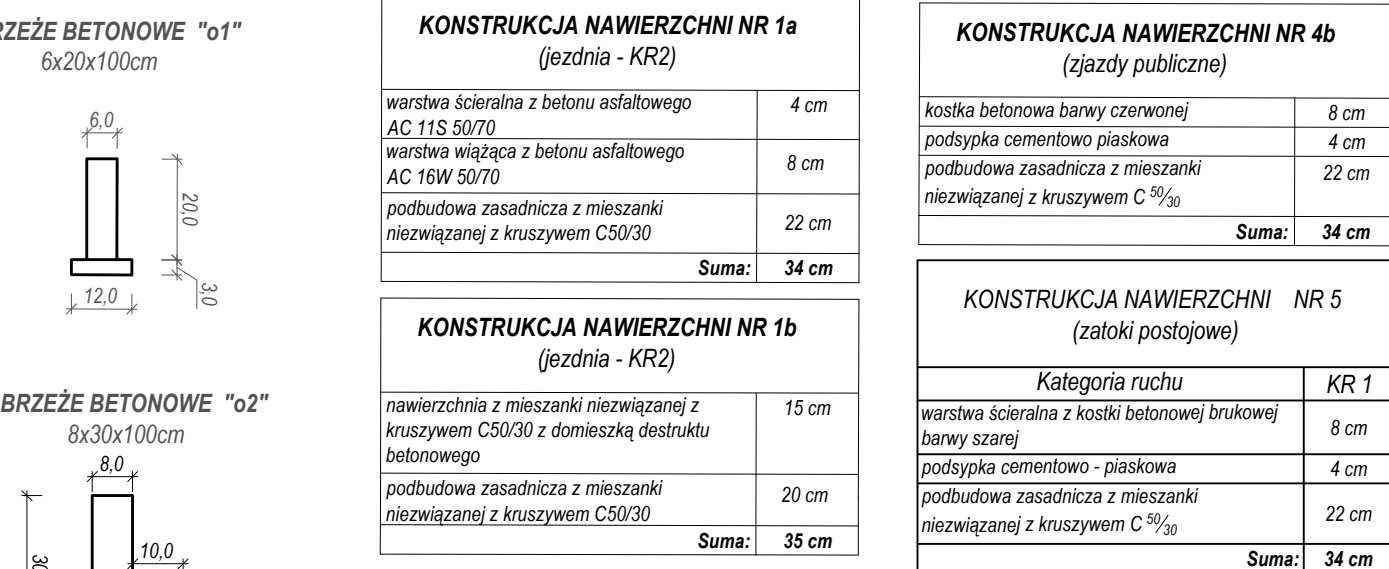 RZEŻE BETONOWE "o1"
6x20x100cm
6,0
20,0
12,0
3,0
BRZEŻE BETONOWE "o2"
8x30x100cm
8,0
10,0
30
KONSTRUKCJA NAWIERZCHNI NR 1a
(jezdnia - KR2)
warstwa ścieralna z betonu asfaltowego 4 cm
AC 11S 50/70
warstwa wiążąca z betonu asfaltowego 8 cm
AC 16W 50/70
podbudowa zasadnicza z mieszanki 22 cm
niezwiązanej z kruszywem C50/30
Suma: 34 cm
KONSTRUKCJA NAWIERZCHNI NR 1b
(jezdnia - KR2)
nawierzchnia z mieszanki niezwiązanej z 15 cm
kruszywem C50/30 z domieszką destruktu
betonowego
podbudowa zasadnicza z mieszanki 20 cm
niezwiązanej z kruszywem C50/30
Suma: 35 cm
KONSTRUKCJA NAWIERZCHNI NR 4b
(zjazdy publiczne)
kostka betonowa barwy czerwonej 8 cm
podsypka cementowo piaskowa 4 cm
podbudowa zasadnicza z mieszanki 22 cm
niezwiązanej z kruszywem C 50/30
Suma: 34 cm
KONSTRUKCJA NAWIERZCHNI NR 5
(zatoki postojowe)
Kategoria ruchu KR 1
warstwa ścieralna z kostki betonowej brukowej 8 cm
barwy szarej
podsypka cementowo - piaskowa 4 cm
podbudowa zasadnicza z mieszanki 22 cm
niezwiązanej z kruszywem C 50/30
Suma: 34 cm